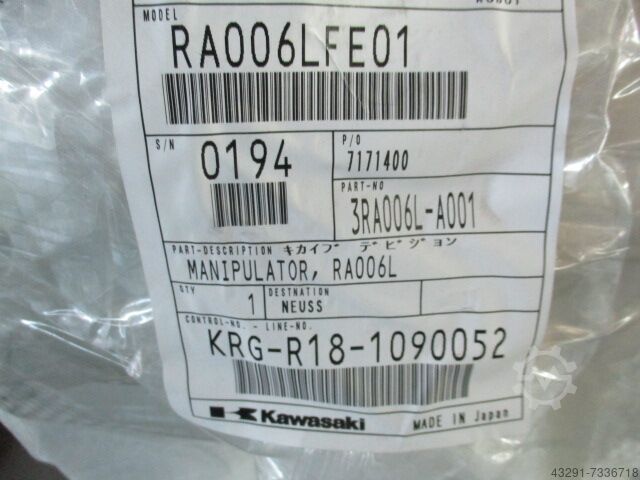 MODEL
RA006LFE01
S/N
0194
P/O
7171400
PART-NO
3RA006L-A001
PART-DESCRIPTION キカイブ デビジョン
MANIPULATOR, RA006L
QTY
1
DESTNATION
NEUSS
CONTROL-NO. - LINE-NO.
KRG-R18-1090052
Kawasaki
MADE IN Japan
43291-7336718